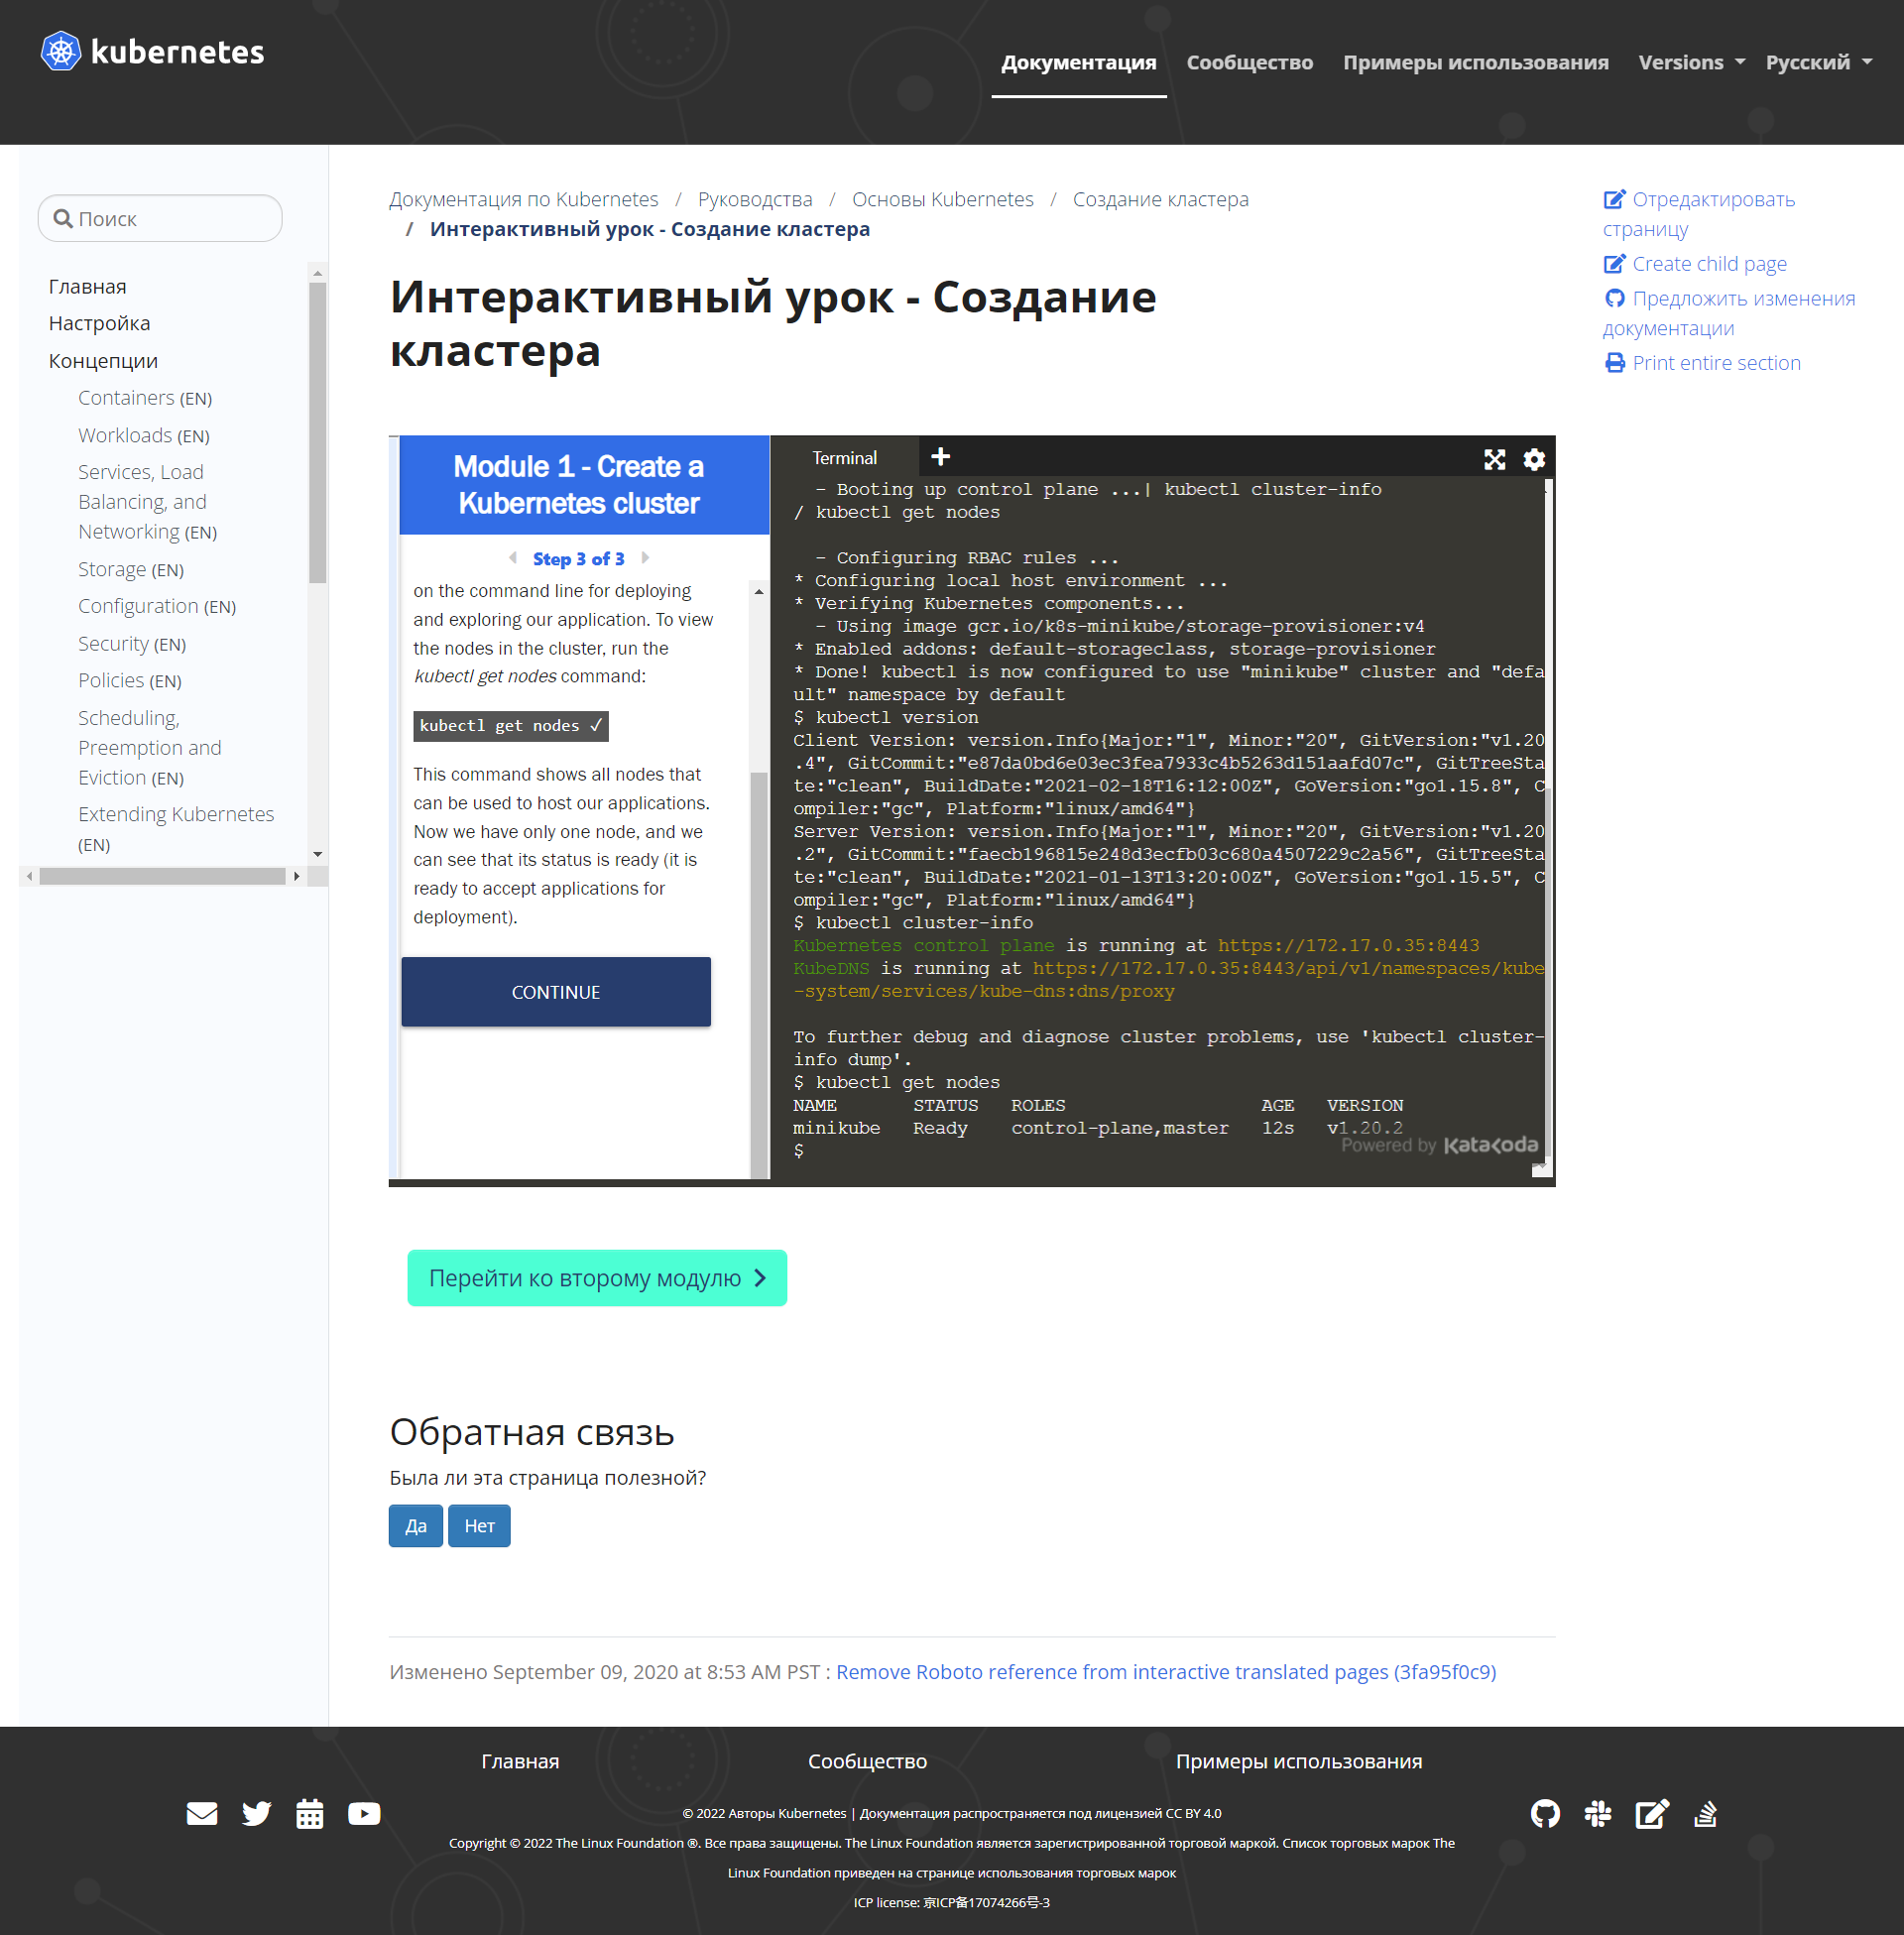 kubernetes
Документация Сообщество Примеры использования Versions Русский
Поиск
Главная
Настройка
Концепции
Containers (EN)
Workloads (EN)
Services, Load
Balancing, and
Networking (EN)
Storage (EN)
Configuration (EN)
Security (EN)
Policies (EN)
Scheduling,
Preemption and
Eviction (EN)
Extending Kubernetes
(EN)
Документация по Kubernetes / Руководства / Основы Kubernetes / Создание кластера
/ Интерактивный урок - Создание кластера
Интерактивный урок - Создание
кластера
Module 1 - Create a
Kubernetes cluster
Step 3 of 3
on the command line for deploying
and exploring our application. To view
the nodes in the cluster, run the
kubectl get nodes command:
kubectl get nodes ✓
This command shows all nodes that
can be used to host our applications.
Now we have only one node, and we
can see that its status is ready (it is
ready to accept applications for
deployment).
CONTINUE
Terminal
- Booting up control plane ...| kubectl cluster-info
/ kubectl get nodes
- Configuring RBAC rules ...
* Configuring local host environment ...
* Verifying Kubernetes components...
- Using image gcr.io/k8s-minikube/storage-provisioner:v4
* Enabled addons: default-storageclass, storage-provisioner
* Done! kubectl is now configured to use "minikube" cluster and "defa
ult" namespace by default
$ kubectl version
Client Version: version.Info{Major:"1", Minor:"20", GitVersion:"v1.20
.4", GitCommit:"e87da0bd6e03ec3fea7933c4b5263d151aafd07c", GitTreeSta
te:"clean", BuildDate:"2021-02-18T16:12:00Z", GoVersion:"go1.15.8", C
ompiler:"gc", Platform:"linux/amd64"}
Server Version: version.Info{Major:"1", Minor:"20", GitVersion:"v1.20
.2", GitCommit:"faecb196815e248d3ecfb03c680a4507229c2a56", GitTreeSta
te:"clean", BuildDate:"2021-01-13T13:20:00Z", GoVersion:"go1.15.5", C
ompiler:"gc", Platform:"linux/amd64"}
$ kubectl cluster-info
Kubernetes control plane is running at https://172.17.0.35:8443
KubeDNS is running at https://172.17.0.35:8443/api/v1/namespaces/kube
-system/services/kube-dns:dns/proxy
To further debug and diagnose cluster problems, use 'kubectl cluster-
info dump'.
$ kubectl get nodes
NAME STATUS ROLES AGE VERSION
minikube Ready control-plane,master 12s v1.20.2
$
Powered by Katakoda
Отредактировать
страницу
Create child page
Предложить изменения
документации
Print entire section
Перейти ко второму модулю
Обратная связь
Была ли эта страница полезной?
Да Нет
Изменено September 09, 2020 at 8:53 AM PST : Remove Roboto reference from interactive translated pages (3fa95f0c9)
Главная Сообщество Примеры использования
© 2022 Авторы Kubernetes | Документация распространяется под лицензией CC BY 4.0
Copyright © 2022 The Linux Foundation ®. Все права защищены. The Linux Foundation является зарегистрированной торговой маркой. Список торговых марок The
Linux Foundation приведен на странице использования торговых марок
ICP license: 京ICP备17074266号-3